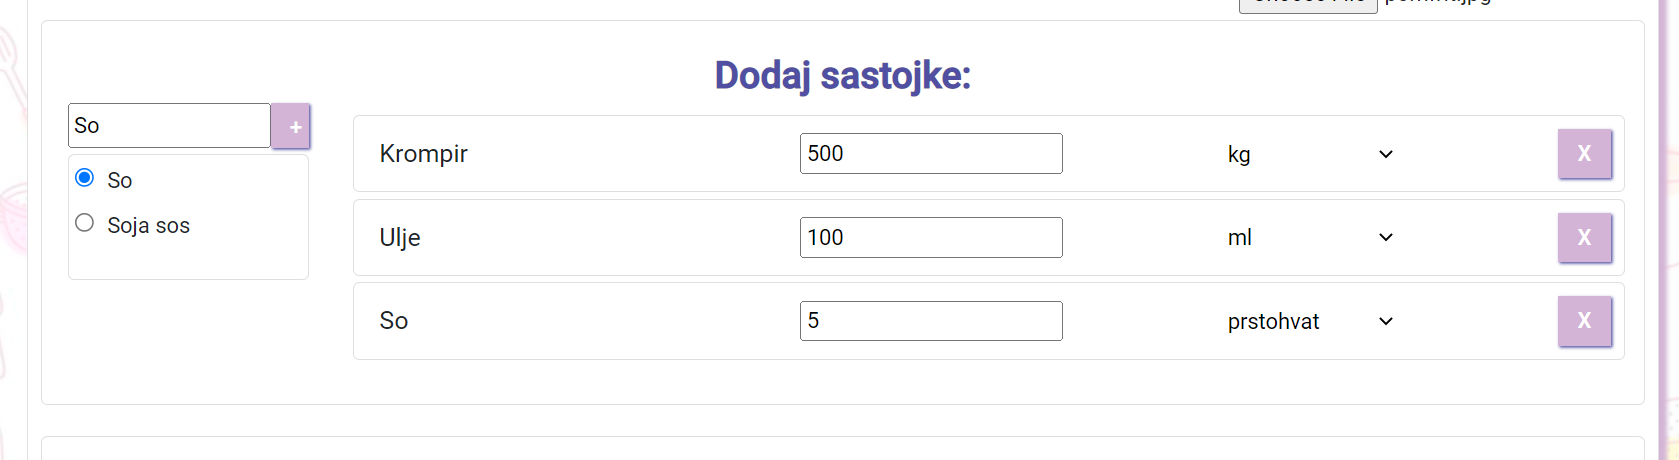 Dodaj sastojke:
So +
So
Soja sos
Krompir 500 kg X
Ulje 100 ml X
So 5 prstohvat X